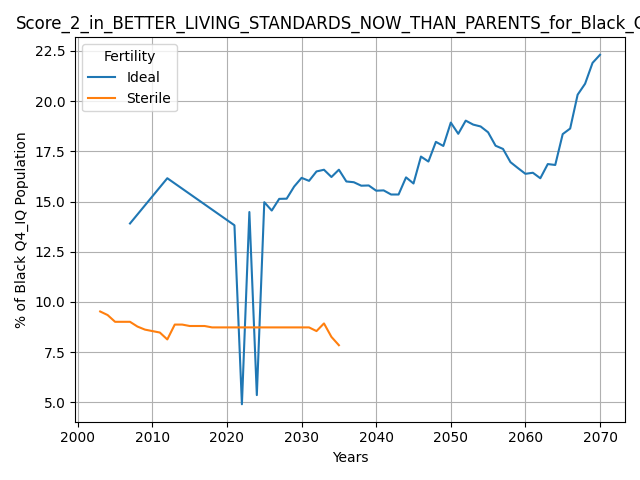 Score_2_in_BETTER_LIVING_STANDARDS_NOW_THAN_PARENTS_for_Black_
Fertility
Ideal
Sterile
% of Black Q4_IQ Population
22.5
20.0
17.5
15.0
12.5
10.0
7.5
5.0
2000 2010 2020 2030 2040 2050 2060 2070
Years